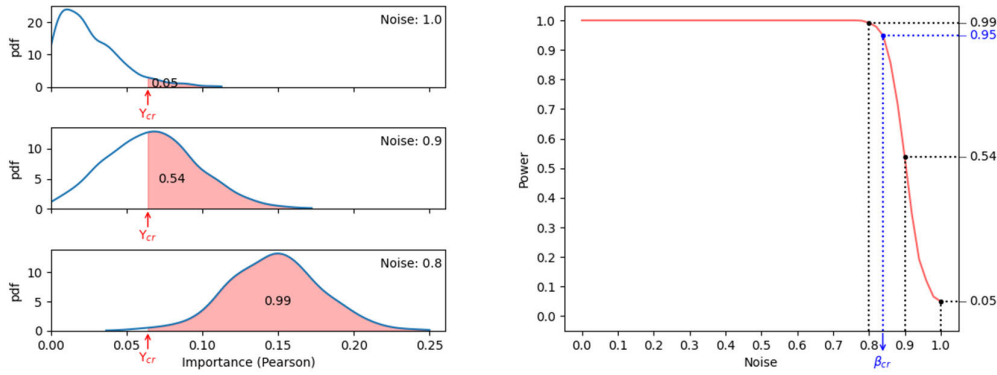 Noise: 1.0
20
10
0
pdf
0.05
Y_cr
Noise: 0.9
10
5
0
pdf
0.54
Y_cr
Noise: 0.8
10
5
0
pdf
0.99
0.00 0.05 0.10 0.15 0.20 0.25
Y_cr
Importance (Pearson)
1.0
0.9
0.8
0.7
0.6
0.5
0.4
0.3
0.2
0.1
0.0
Power
0.99
0.95
0.54
0.05
0.0 0.1 0.2 0.3 0.4 0.5 0.6 0.7 0.8 0.9 1.0
Noise
β_cr